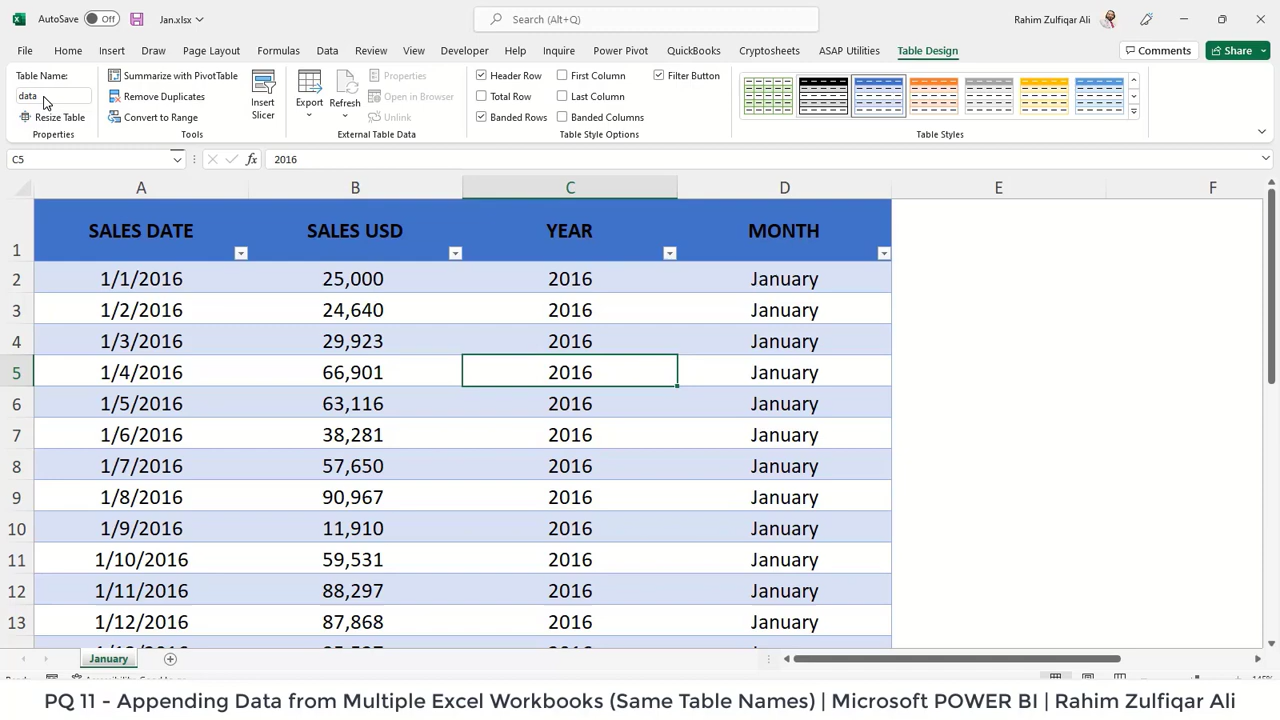 AutoSave Off Jan.xlsx Search (Alt+Q) Rahim Zulfiqar Ali
File Home Insert Draw Page Layout Formulas Data Review View Developer Help Inquire Power Pivot QuickBooks Cryptosheets ASAP Utilities Table Design Comments Share
Table Name:
data
Resize Table
Properties
Summarize with PivotTable
Remove Duplicates
Convert to Range
Tools
Insert
Slicer
Export
Refresh
Properties
Open in Browser
Unlink
External Table Data
Header Row First Column Filter Button
Total Row Last Column
Banded Rows Banded Columns
Table Style Options
Table Styles
C5 fx 2016
A B C D E F
1 SALES DATE SALES USD YEAR MONTH
2 1/1/2016 25,000 2016 January
3 1/2/2016 24,640 2016 January
4 1/3/2016 29,923 2016 January
5 1/4/2016 66,901 2016 January
6 1/5/2016 63,116 2016 January
7 1/6/2016 38,281 2016 January
8 1/7/2016 57,650 2016 January
9 1/8/2016 90,967 2016 January
10 1/9/2016 11,910 2016 January
11 1/10/2016 59,531 2016 January
12 1/11/2016 88,297 2016 January
13 1/12/2016 87,868 2016 January
January
PQ 11 - Appending Data from Multiple Excel Workbooks (Same Table Names) | Microsoft POWER BI | Rahim Zulfiqar Ali